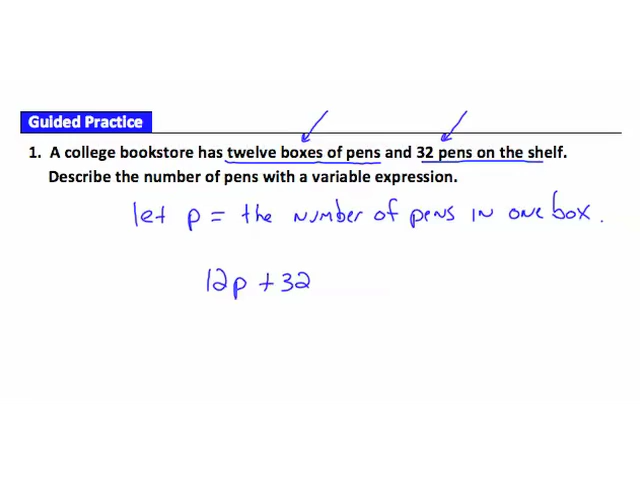 Guided Practice
1. A college bookstore has twelve boxes of pens and 32 pens on the shelf.
Describe the number of pens with a variable expression.
let p = the number of pens in one box.
12p + 32